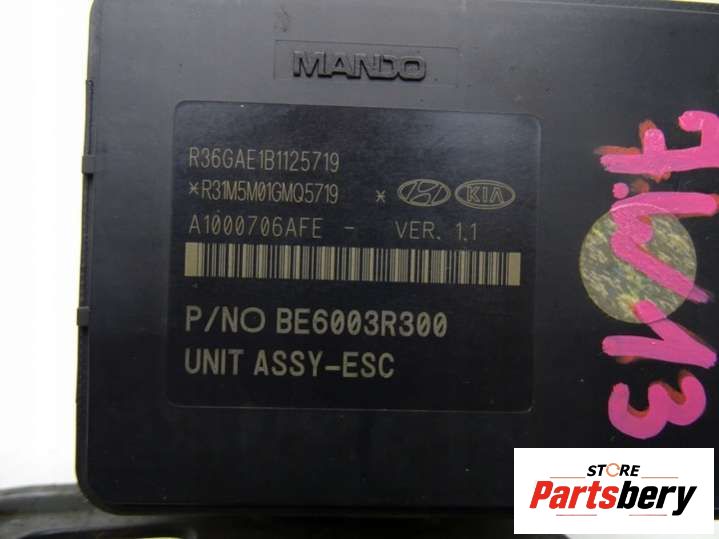 MANDO
R36GAE1B1125719
*R31M5M01GMQ5719 *
KIA
A1000706AFE - VER. 1.1
P/NO BE6003R300
UNIT ASSY-ESC
STORE
Partsbery